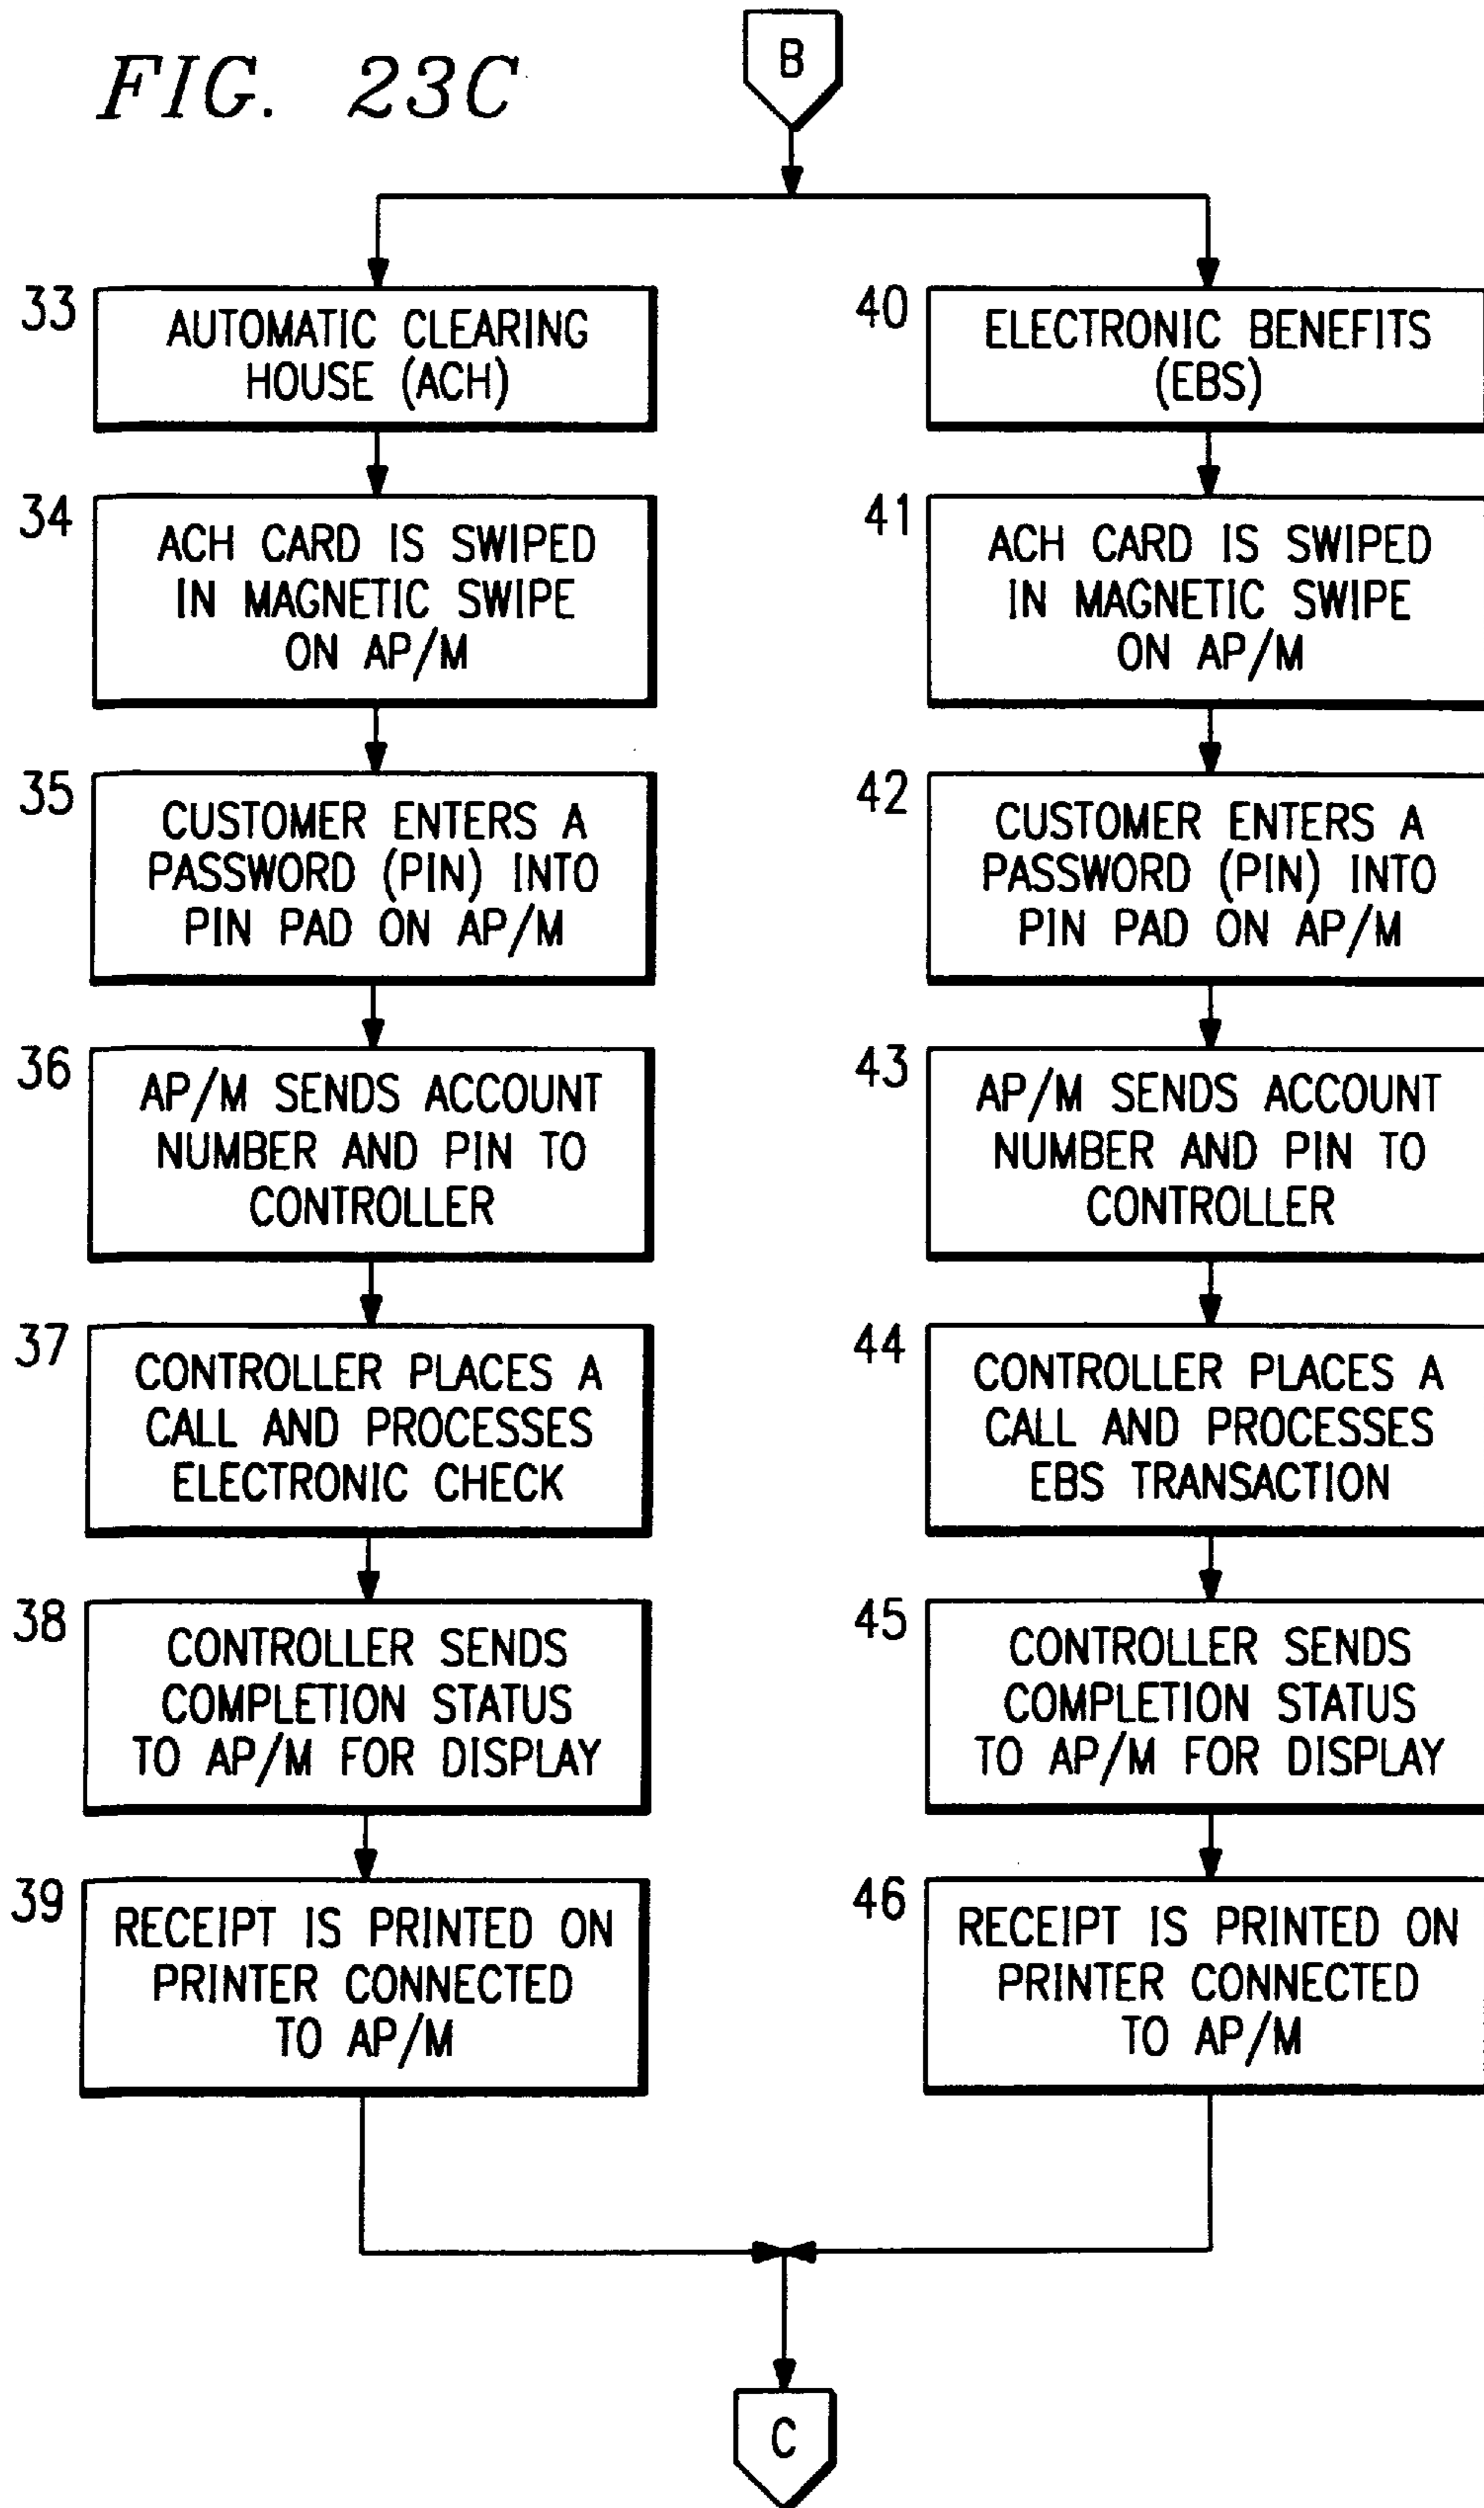 FIG. 23C
B
33
AUTOMATIC CLEARING
HOUSE (ACH)
34
ACH CARD IS SWIPED
IN MAGNETIC SWIPE
ON AP/M
35
CUSTOMER ENTERS A
PASSWORD (PIN) INTO
PIN PAD ON AP/M
36
AP/M SENDS ACCOUNT
NUMBER AND PIN TO
CONTROLLER
37
CONTROLLER PLACES A
CALL AND PROCESSES
ELECTRONIC CHECK
38
CONTROLLER SENDS
COMPLETION STATUS
TO AP/M FOR DISPLAY
39
RECEIPT IS PRINTED ON
PRINTER CONNECTED
TO AP/M
40
ELECTRONIC BENEFITS
(EBS)
41
ACH CARD IS SWIPED
IN MAGNETIC SWIPE
ON AP/M
42
CUSTOMER ENTERS A
PASSWORD (PIN) INTO
PIN PAD ON AP/M
43
AP/M SENDS ACCOUNT
NUMBER AND PIN TO
CONTROLLER
44
CONTROLLER PLACES A
CALL AND PROCESSES
EBS TRANSACTION
45
CONTROLLER SENDS
COMPLETION STATUS
TO AP/M FOR DISPLAY
46
RECEIPT IS PRINTED ON
PRINTER CONNECTED
TO AP/M
C